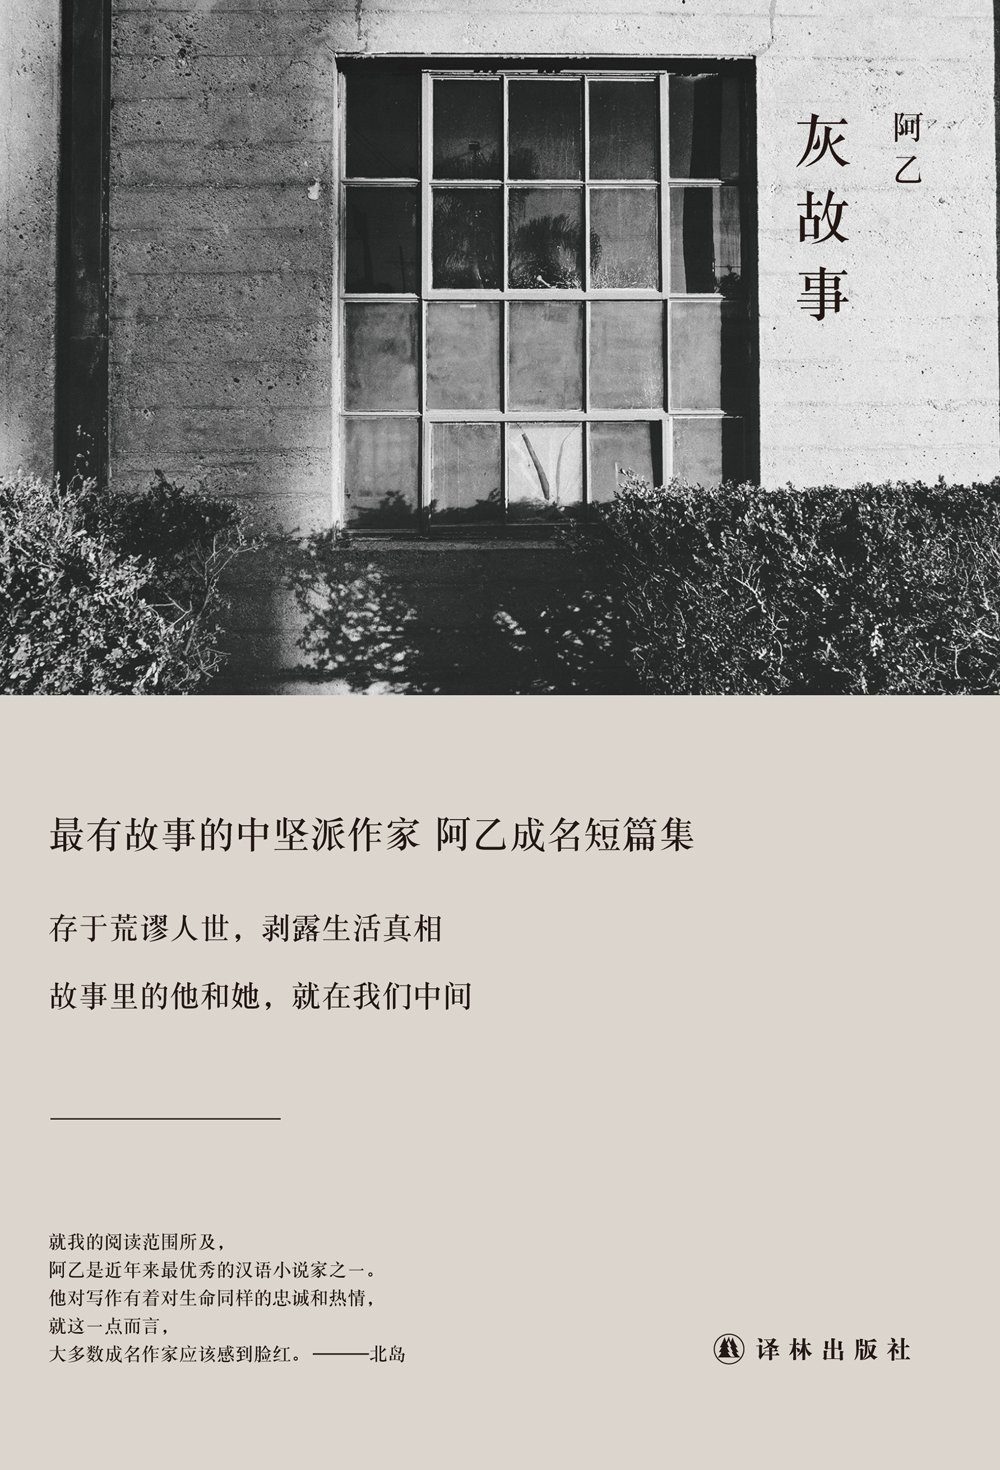 阿乙
灰故事
最有故事的中坚派作家 阿乙成名短篇集
存于荒谬人世，剥露生活真相
故事里的他和她，就在我们中间
就我的阅读范围所及，
阿乙是近年来最优秀的汉语小说家之一。
他对写作有着对生命同样的忠诚和热情，
就这一点而言，
大多数成名作家应该感到脸红。———北岛
译林出版社